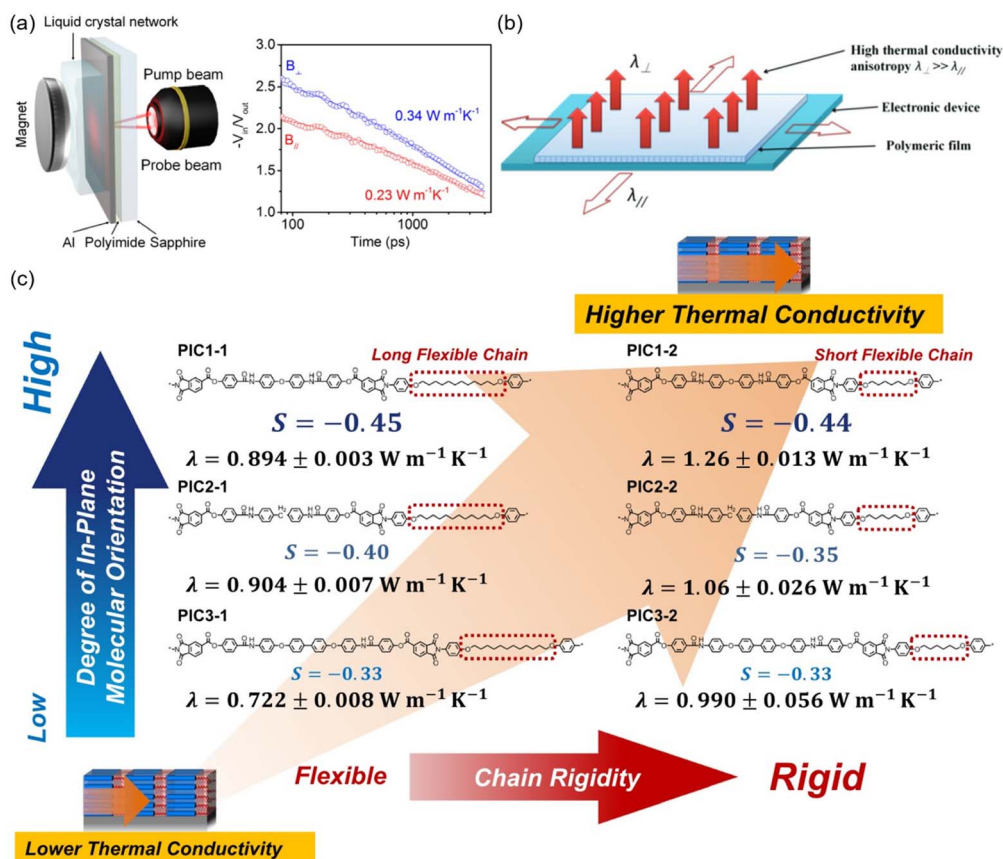 (a)
Liquid crystal network
Magnet
Pump beam
Probe beam
Al Polyimide Sapphire
3.0
2.5
2.0
1.5
1.0
-V_in/V_out
B_⊥
0.34 W m⁻¹K⁻¹
B_//
0.23 W m⁻¹K⁻¹
100
1000
Time (ps)
(b)
λ_⊥
λ_//
High thermal conductivity
anisotropy λ_⊥ >> λ_//
Electronic device
Polymeric film
(c)
Higher Thermal Conductivity
High
Degree of In-Plane
Molecular Orientation
Low
PIC1-1
Long Flexible Chain
S = −0.45
λ = 0.894 ± 0.003 W m⁻¹ K⁻¹
PIC1-2
Short Flexible Chain
S = −0.44
λ = 1.26 ± 0.013 W m⁻¹ K⁻¹
PIC2-1
S = −0.40
λ = 0.904 ± 0.007 W m⁻¹ K⁻¹
PIC2-2
S = −0.35
λ = 1.06 ± 0.026 W m⁻¹ K⁻¹
PIC3-1
S = −0.33
λ = 0.722 ± 0.008 W m⁻¹ K⁻¹
PIC3-2
S = −0.33
λ = 0.990 ± 0.056 W m⁻¹ K⁻¹
Flexible
Chain Rigidity
Rigid
Lower Thermal Conductivity